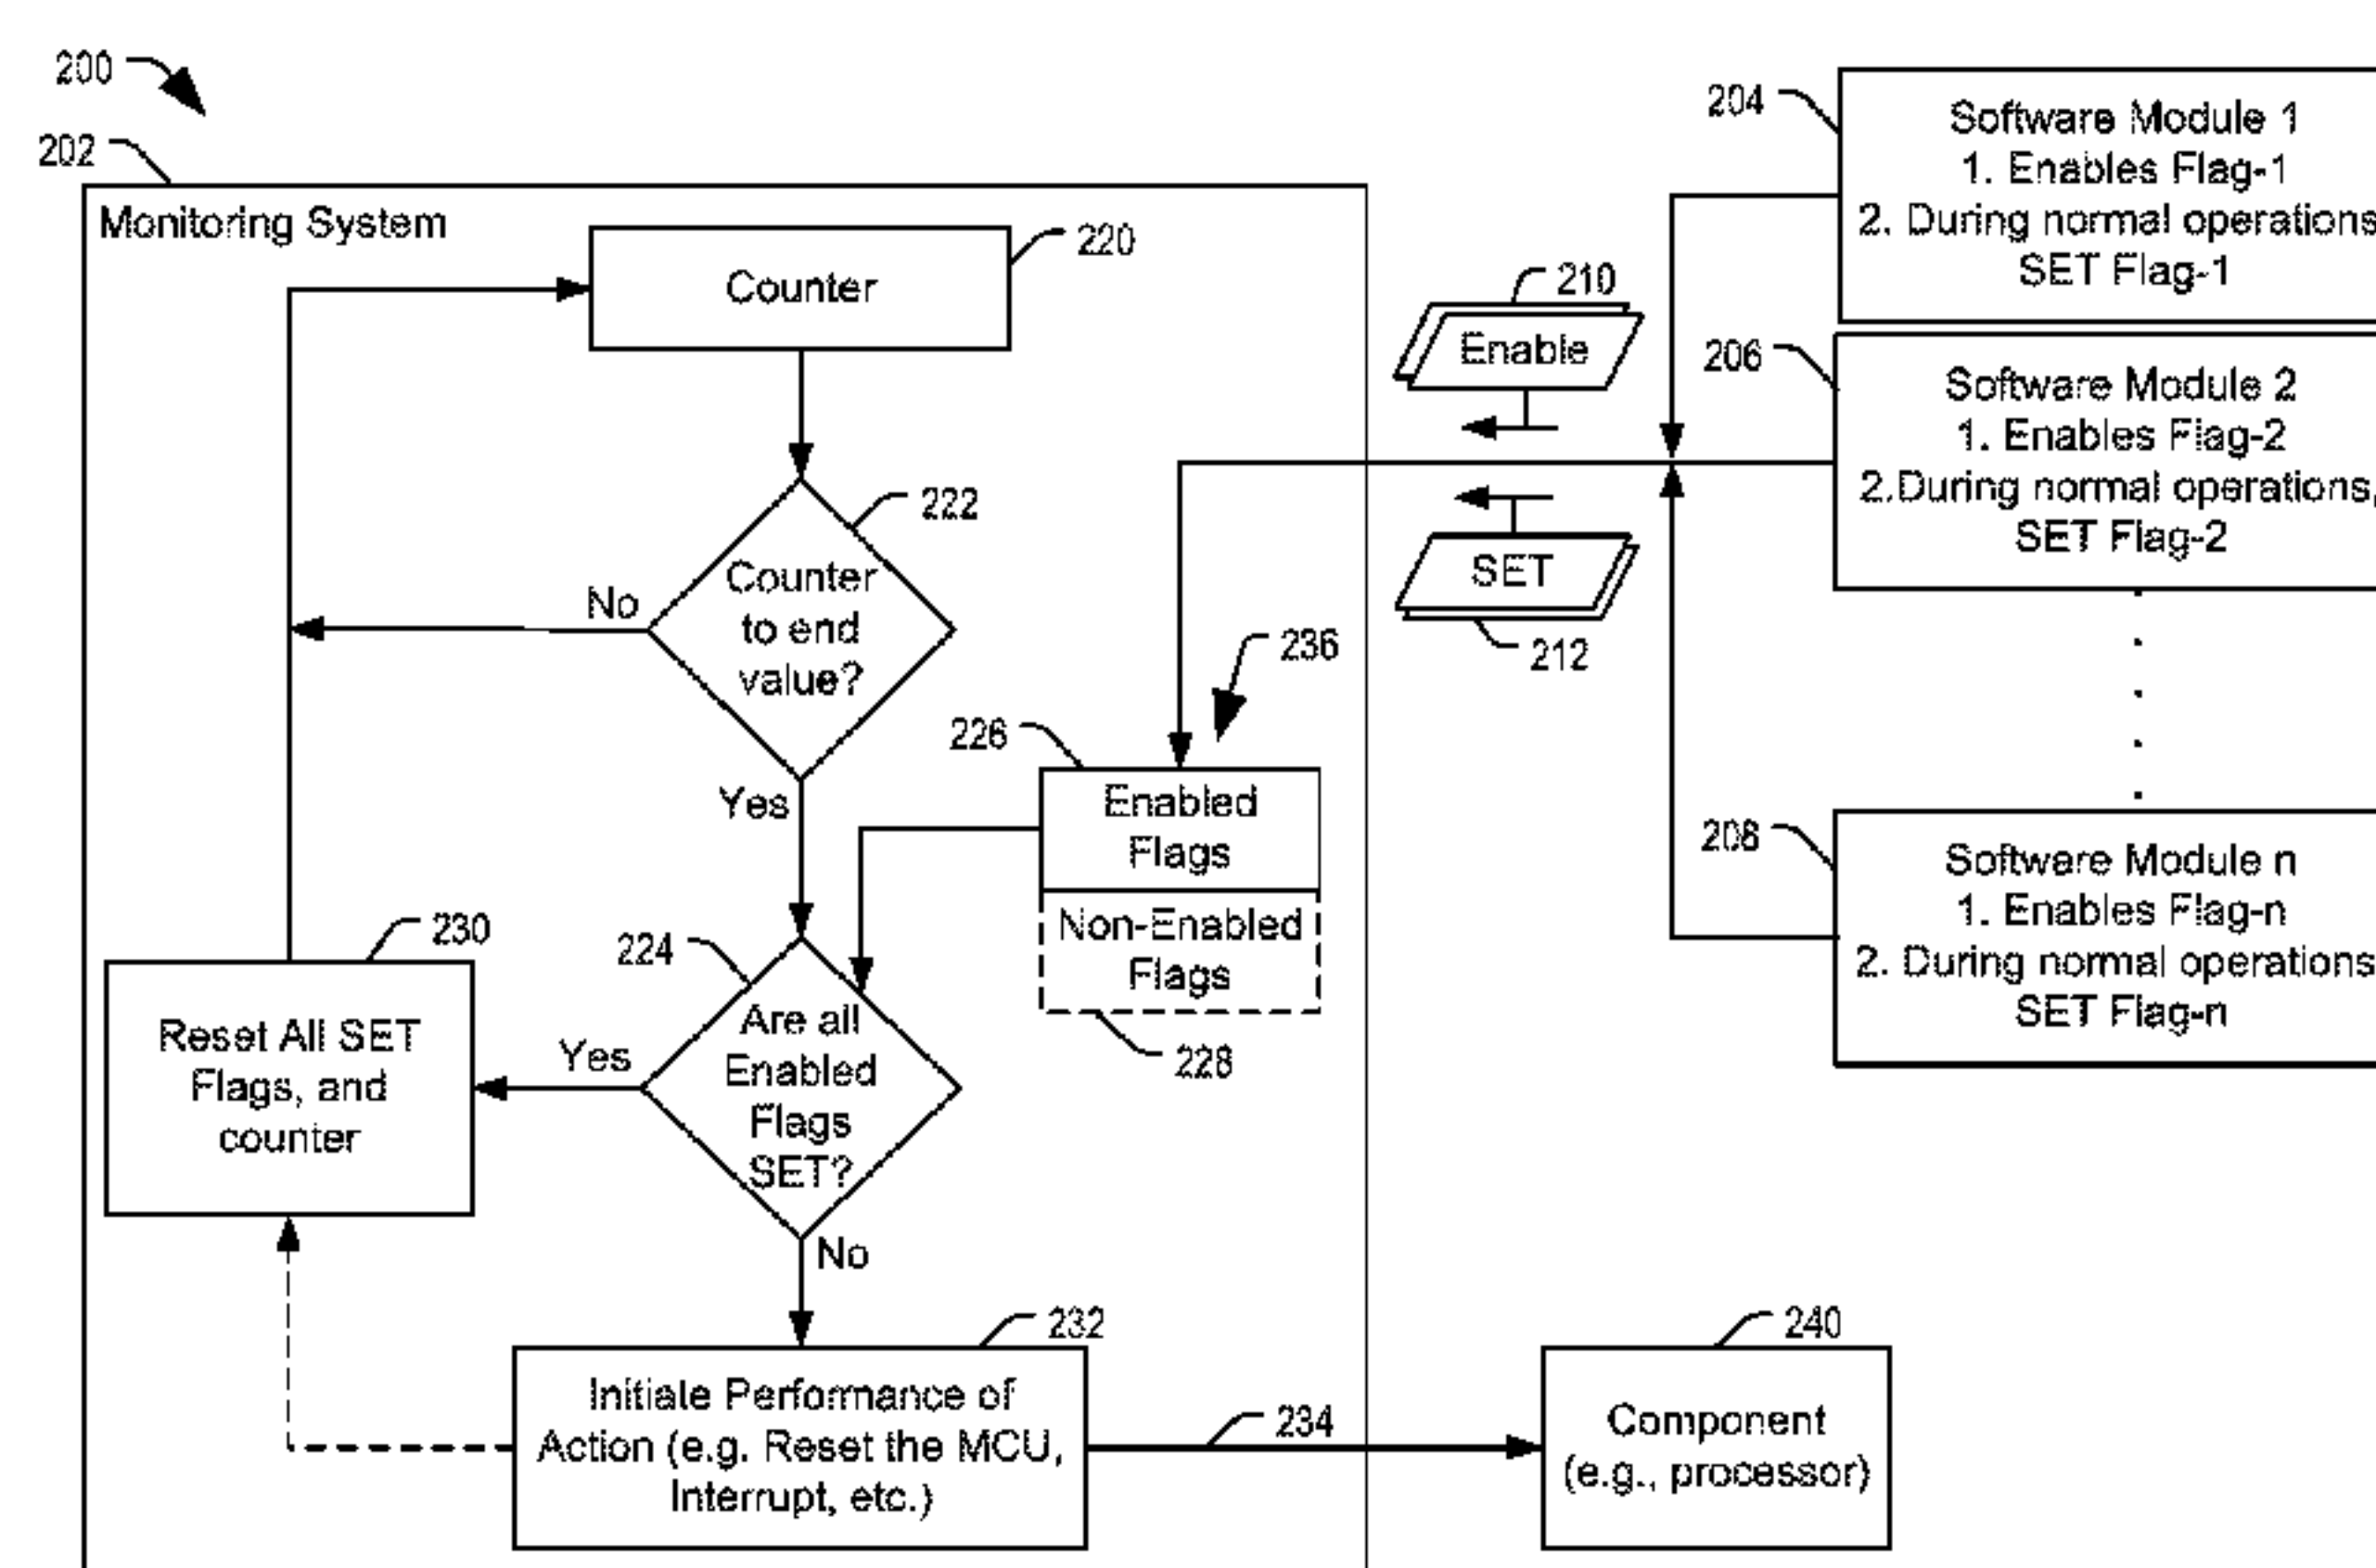 200
202
Monitoring System
Counter
220
Counter
to end
value?
222
No
Yes
Enabled
Flags
226
236
Non-Enabled
Flags
228
Are all
Enabled
Flags
SET?
224
Yes
No
Reset All SET
Flags, and
counter
230
Initiate Performance of
Action (e.g. Reset the MCU,
Interrupt, etc.)
232
234
Component
(e.g., processor)
240
Enable
210
SET
212
204
Software Module 1
1. Enables Flag-1
2. During normal operations
SET Flag-1
206
Software Module 2
1. Enables Flag-2
2.During normal operations,
SET Flag-2
208
Software Module n
1. Enables Flag-n
2. During normal operations
SET Flag-n